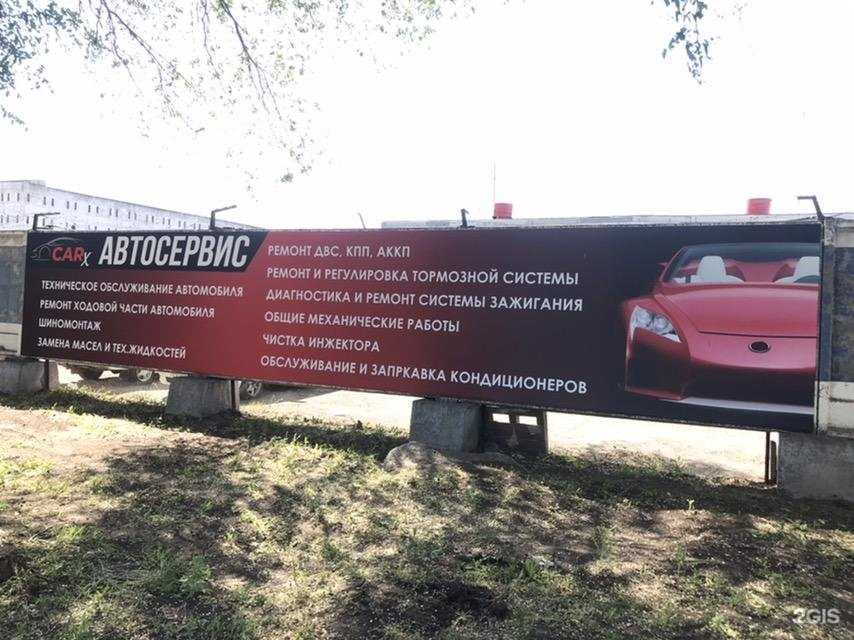 CARx АВТОСЕРВИС
ТЕХНИЧЕСКОЕ ОБСЛУЖИВАНИЕ АВТОМОБИЛЯ
РЕМОНТ ХОДОВОЙ ЧАСТИ АВТОМОБИЛЯ
ШИНОМОНТАЖ
ЗАМЕНА МАСЕЛ И ТЕХ.ЖИДКОСТЕЙ
РЕМОНТ ДВС, КПП, АККП
РЕМОНТ И РЕГУЛИРОВКА ТОРМОЗНОЙ СИСТЕМЫ
ДИАГНОСТИКА И РЕМОНТ СИСТЕМЫ ЗАЖИГАНИЯ
ОБЩИЕ МЕХАНИЧЕСКИЕ РАБОТЫ
ЧИСТКА ИНЖЕКТОРА
ОБСЛУЖИВАНИЕ И ЗАПРКАВКА КОНДИЦИОНЕРОВ
2GIS